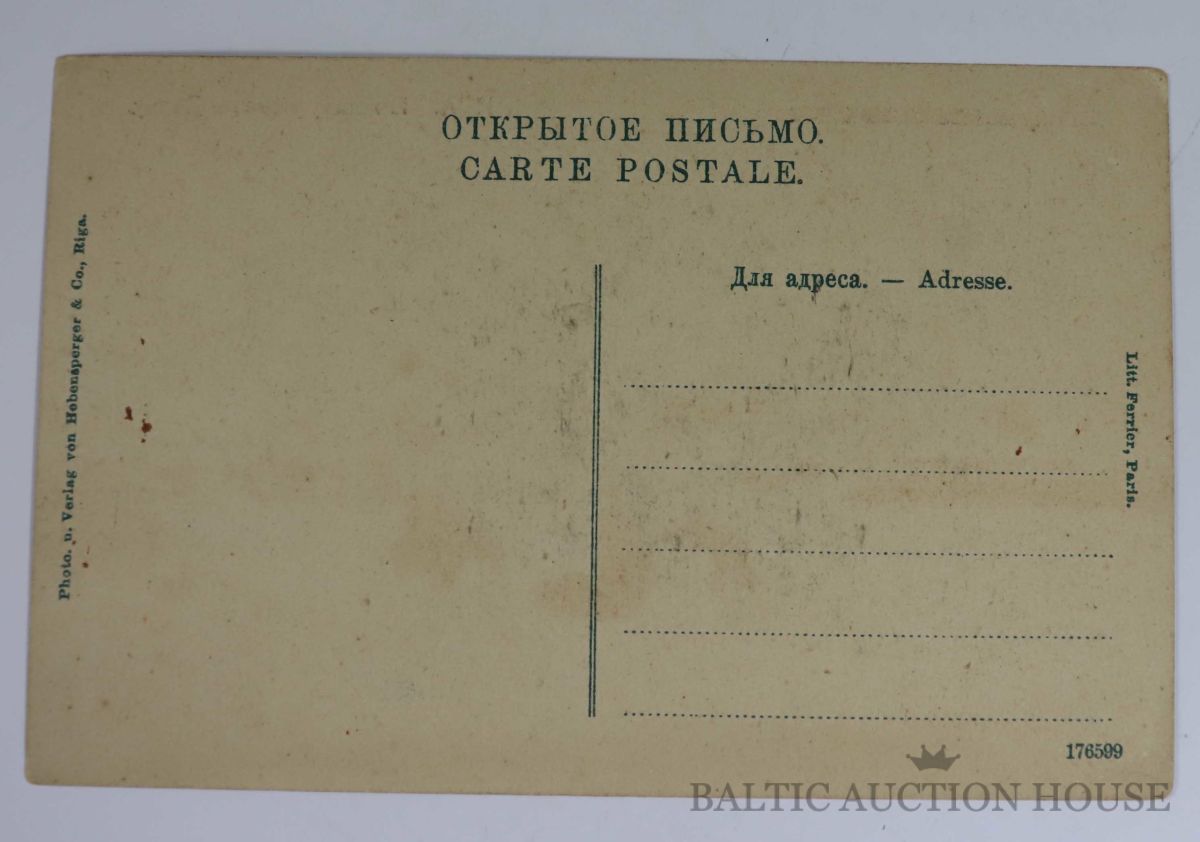 ОТКРЫТОЕ ПИСЬМО.
CARTE POSTALE.
Photo. u. Verlag von Hebensperger & Co., Riga.
Для адреса. — Adresse.
Litt. Ferrier, Paris.
176599
BALTIC AUCTION HOUSE